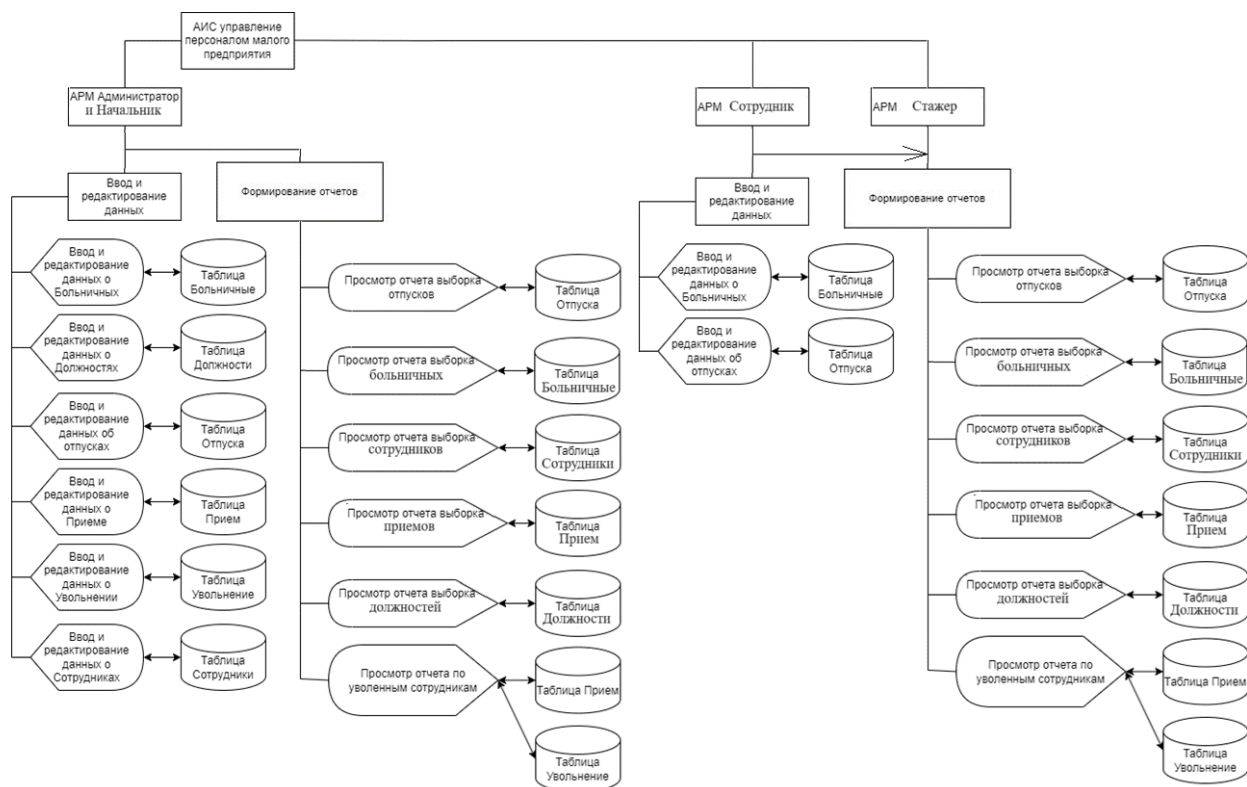 АИС управление
персоналом малого
предприятия
АРМ Администратор
и Начальник
АРМ Сотрудник
АРМ Стажер
Ввод и
редактирование
данных
Формирование отчетов
Ввод и
редактирование
данных
Формирование отчетов
Ввод и
редактирование
данных о
Больничных
Таблица
Больничные
Ввод и
редактирование
данных о
Должностях
Таблица
Должности
Ввод и
редактирование
данных об
отпусках
Таблица
Отпуска
Ввод и
редактирование
данных о
Приеме
Таблица
Прием
Ввод и
редактирование
данных о
Увольнении
Таблица
Увольнение
Ввод и
редактирование
данных о
Сотрудниках
Таблица
Сотрудники
Просмотр отчета выборка
отпусков
Таблица
Отпуска
Просмотр отчета выборка
больничных
Таблица
Больничные
Просмотр отчета выборка
сотрудников
Таблица
Сотрудники
Просмотр отчета выборка
приемов
Таблица
Прием
Просмотр отчета выборка
должностей
Таблица
Должности
Просмотр отчета по
уволенным сотрудникам
Таблица Прием
Таблица
Увольнение
Ввод и
редактирование
данных о
Больничных
Таблица
Больничные
Ввод и
редактирование
данных об
отпусках
Таблица
Отпуска
Просмотр отчета выборка
отпусков
Таблица
Отпуска
Просмотр отчета выборка
больничных
Таблица
Больничные
Просмотр отчета выборка
сотрудников
Таблица
Сотрудники
Просмотр отчета выборка
приемов
Таблица
Прием
Просмотр отчета выборка
должностей
Таблица
Должности
Просмотр отчета по
уволенным сотрудникам
Таблица Прием
Таблица
Увольнение